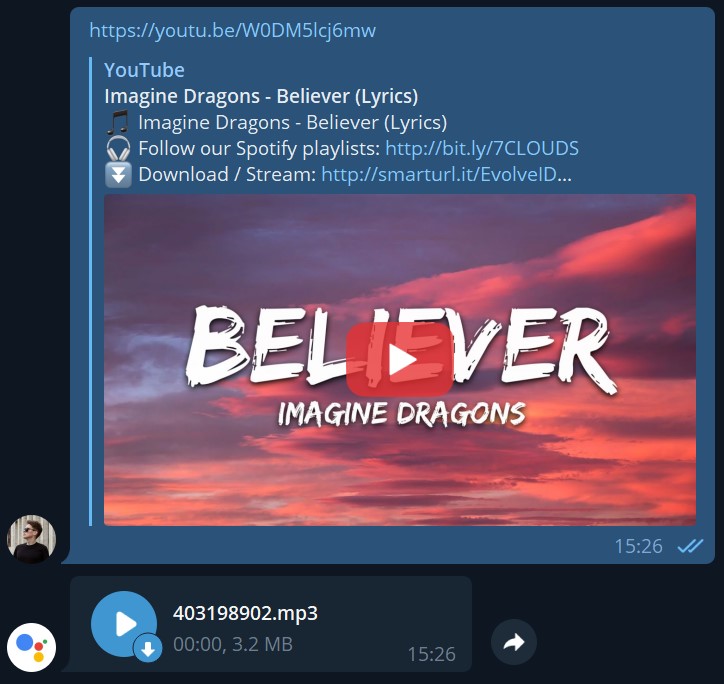 https://youtu.be/W0DM5lcj6mw
YouTube
Imagine Dragons - Believer (Lyrics)
Imagine Dragons - Believer (Lyrics)
Follow our Spotify playlists: http://bit.ly/7CLOUDS
Download / Stream: http://smarturl.it/EvolveID...
BELIEVER
IMAGINE DRAGONS
15:26
403198902.mp3
00:00, 3.2 MB
15:26